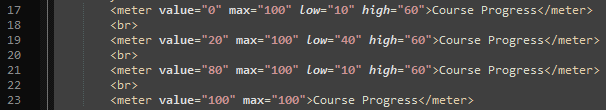 17 <meter value="0" max="100" low="10" high="60">Course Progress</meter>
18 <br>
19 <meter value="20" max="100" low="40" high="60">Course Progress</meter>
20 <br>
21 <meter value="80" max="100" low="10" high="60">Course Progress</meter>
22 <br>
23 <meter value="100" max="100">Course Progress</meter>